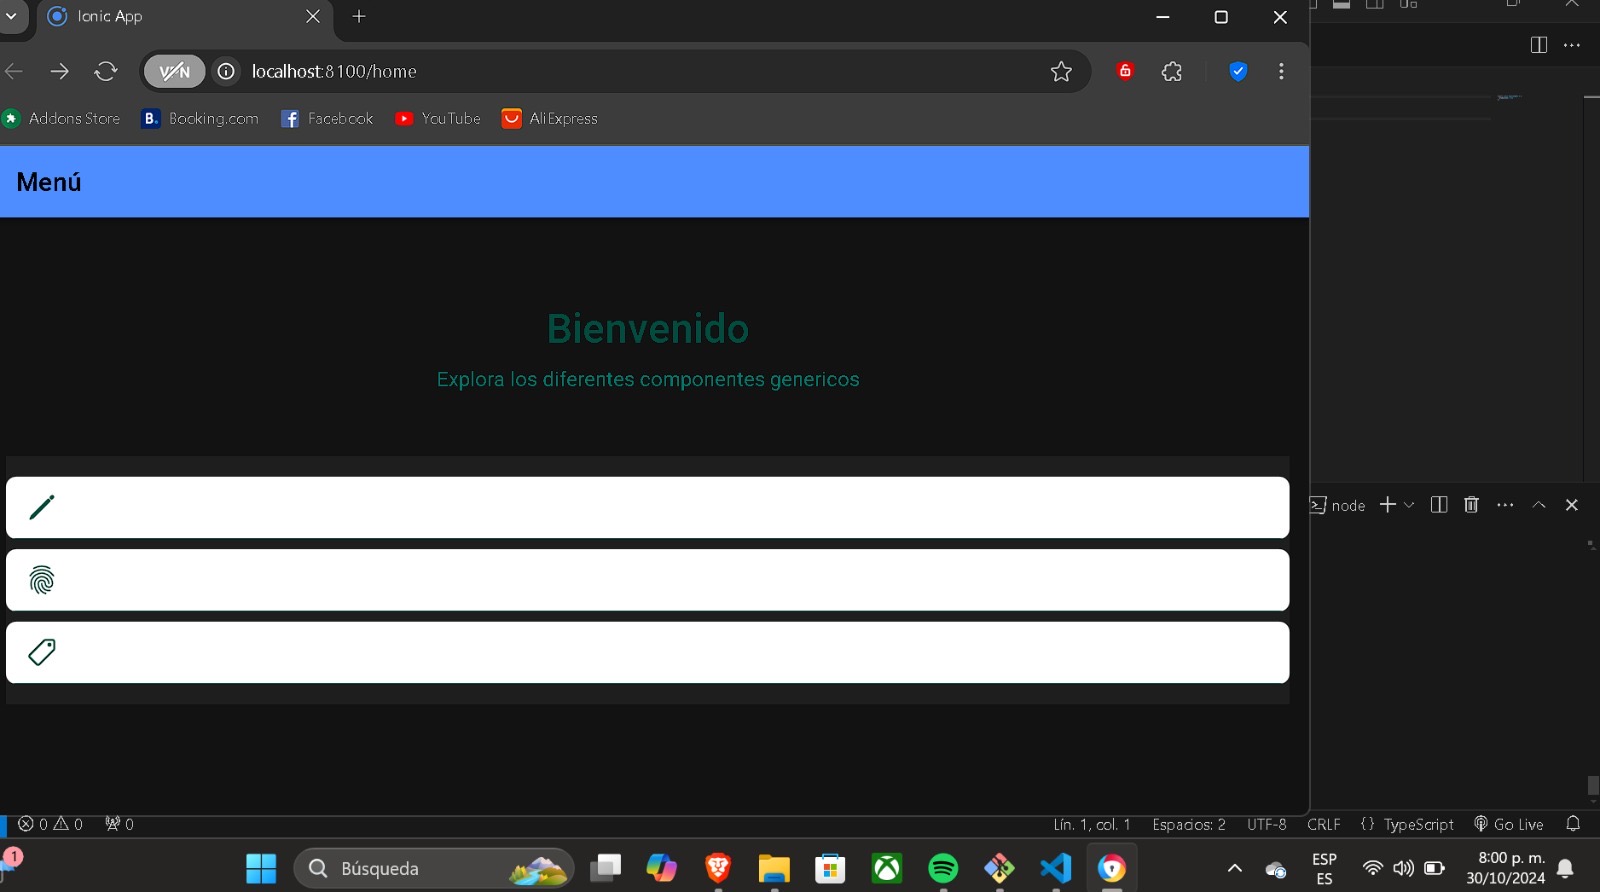 Ionic App
VPN
localhost:8100/home
Addons Store
Booking.com
Facebook
YouTube
AliExpress
Menú
Bienvenido
Explora los diferentes componentes genericos
node
0 0 0
Lín. 1, col. 1
Espacios: 2
UTF-8
CRLF
{} TypeScript
Go Live
1
Búsqueda
ESP
ES
8:00 p. m.
30/10/2024